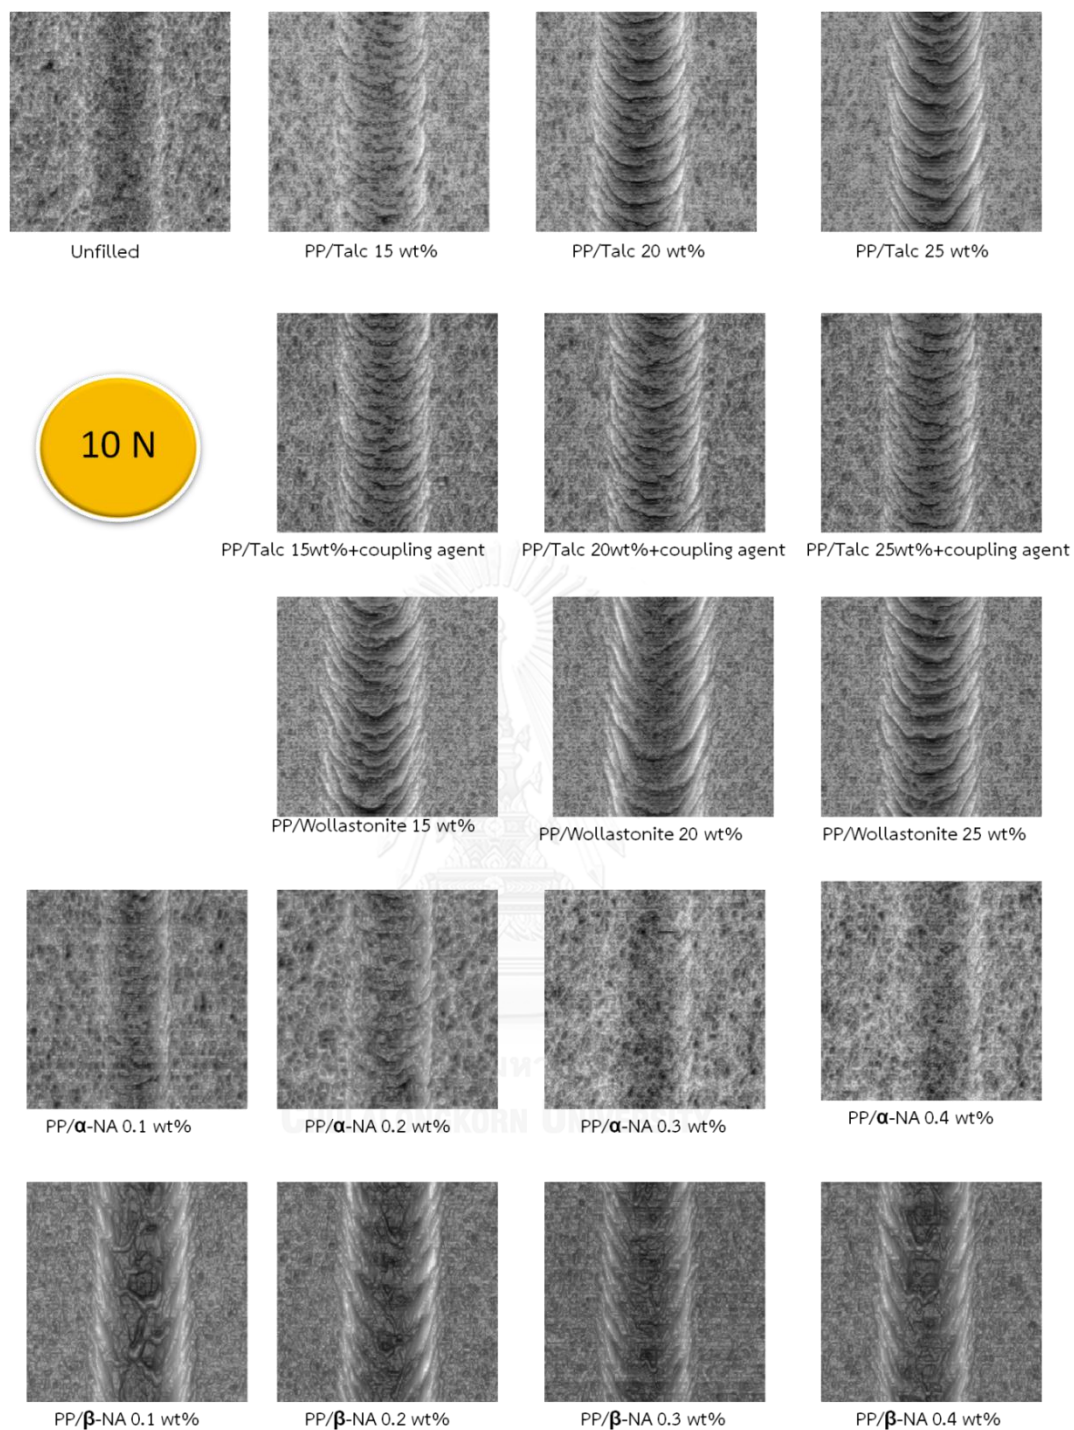 Unfilled
PP/Talc 15 wt%
PP/Talc 20 wt%
PP/Talc 25 wt%
10 N
PP/Talc 15wt%+coupling agent
PP/Talc 20wt%+coupling agent
PP/Talc 25wt%+coupling agent
PP/Wollastonite 15 wt%
PP/Wollastonite 20 wt%
PP/Wollastonite 25 wt%
PP/α-NA 0.1 wt%
PP/α-NA 0.2 wt%
PP/α-NA 0.3 wt%
PP/α-NA 0.4 wt%
CHULALONGKORN UNIVERSITY
PP/β-NA 0.1 wt%
PP/β-NA 0.2 wt%
PP/β-NA 0.3 wt%
PP/β-NA 0.4 wt%